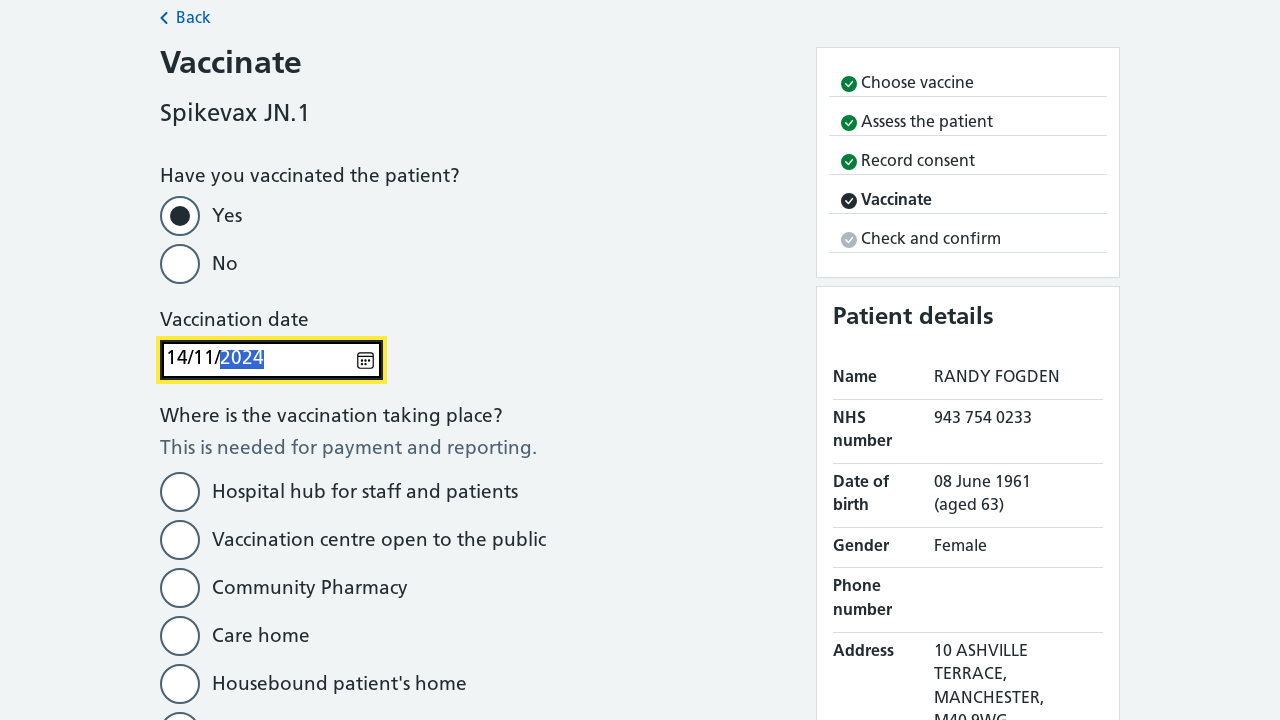 Back
Vaccinate
Spikevax JN.1
Have you vaccinated the patient?
Yes
No
Vaccination date
14/11/2024
Where is the vaccination taking place?
This is needed for payment and reporting.
Hospital hub for staff and patients
Vaccination centre open to the public
Community Pharmacy
Care home
Housebound patient's home
Choose vaccine
Assess the patient
Record consent
Vaccinate
Check and confirm
Patient details
Name RANDY FOGDEN
NHS number 943 754 0233
Date of birth 08 June 1961 (aged 63)
Gender Female
Phone number
Address 10 ASHVILLE
TERRACE,
MANCHESTER,
M40 9WG